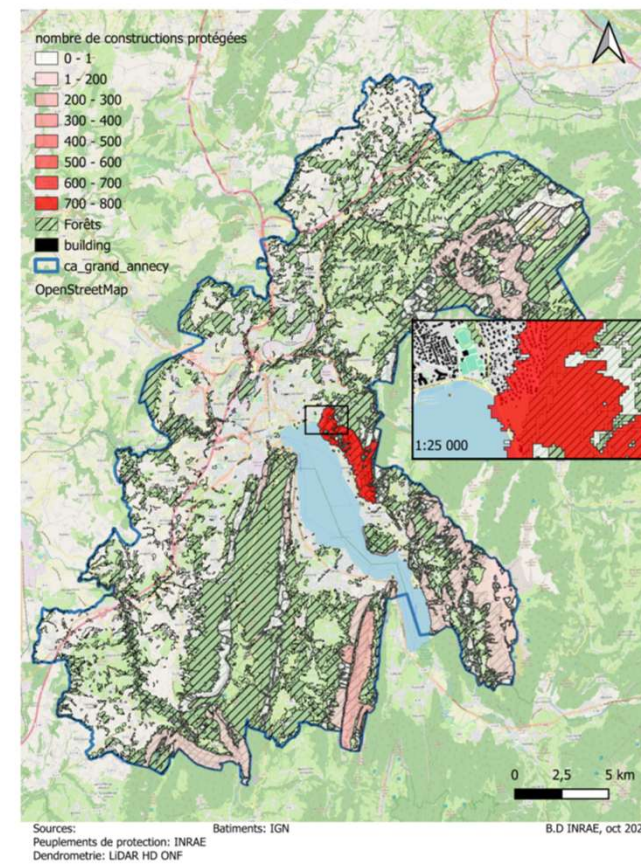 nombre de constructions protégées
0 - 1
1 - 200
200 - 300
300 - 400
400 - 500
500 - 600
600 - 700
700 - 800
Forêts
building
ca_grand_annecy
OpenStreetMap
1:25 000
0 2,5 5 km
Sources: Batiments: IGN B.D INRAE, oct 202
Peuplements de protection: INRAE
Dendrometrie: LiDAR HD ONF